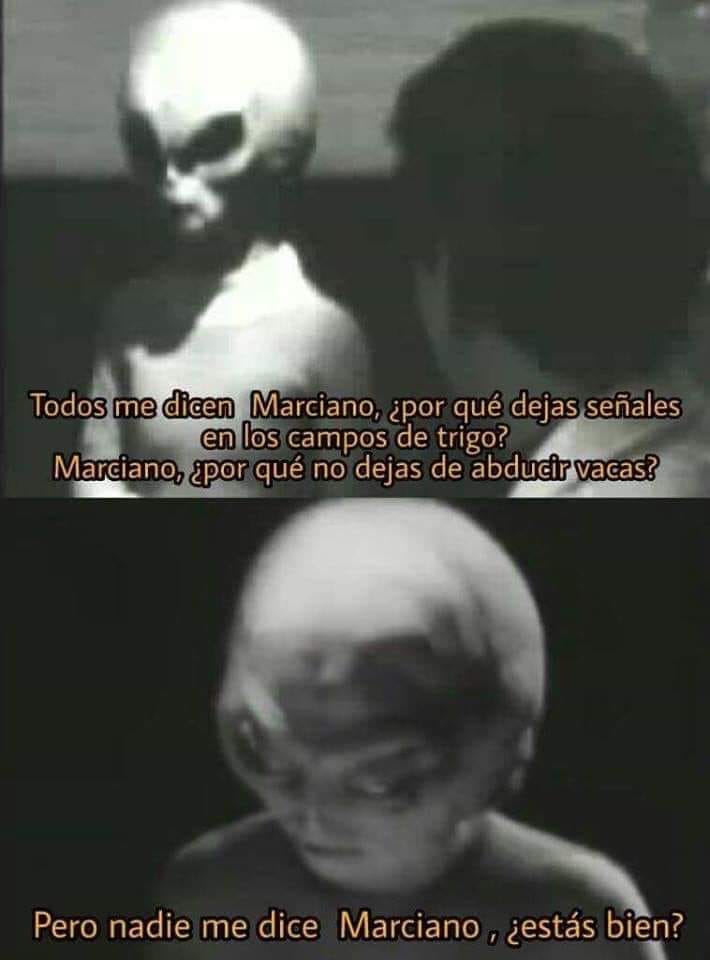 Todos me dicen Marciano, ¿por qué dejas señales
en los campos de trigo?
Marciano, ¿por qué no dejas de abducir vacas?
Pero nadie me dice Marciano , ¿estás bien?